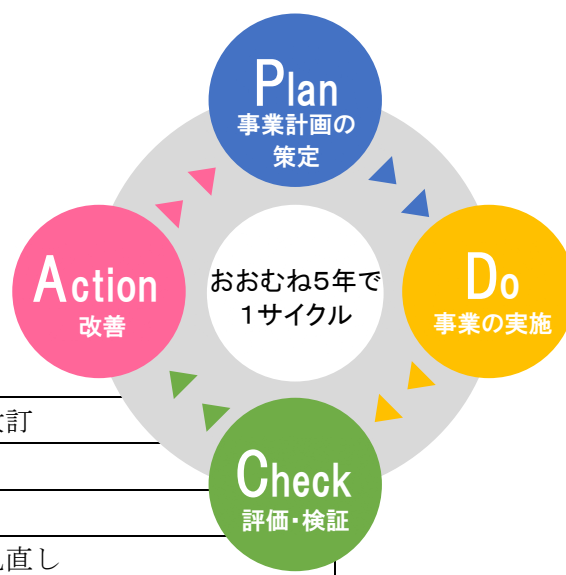 Plan
事業計画の
策定
Action
改善
おおむね5年で
1サイクル
Do
事業の実施
Check
評価・検証
訂
直し